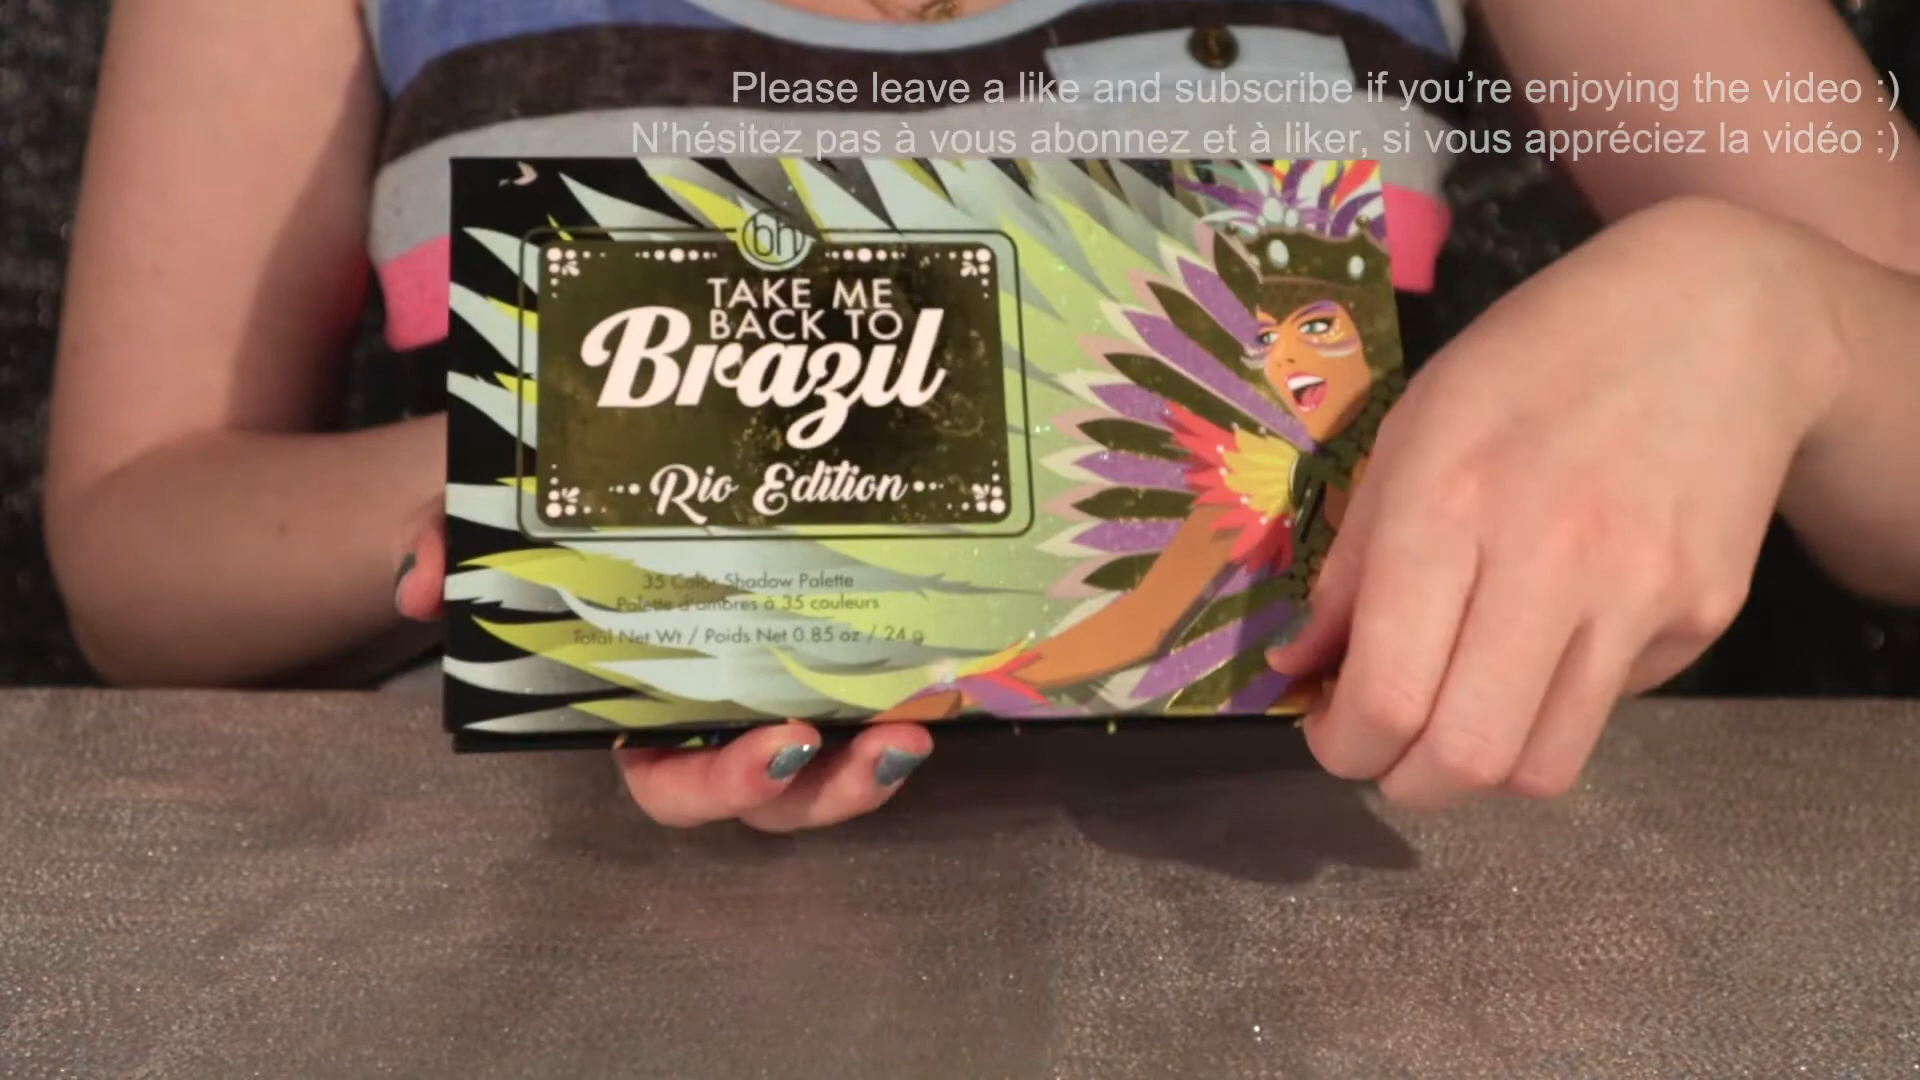 Please leave a like and subscribe if you’re enjoying the video :)
N’hésitez pas à vous abonnez et à liker, si vous appréciez la vidéo :)
bh
TAKE ME
BACK TO
Brazil
Rio Edition
35 Color Shadow Palette
Palette d'ombres à 35 couleurs
Total Net Wt / Poids Net 0.85 oz / 24 g